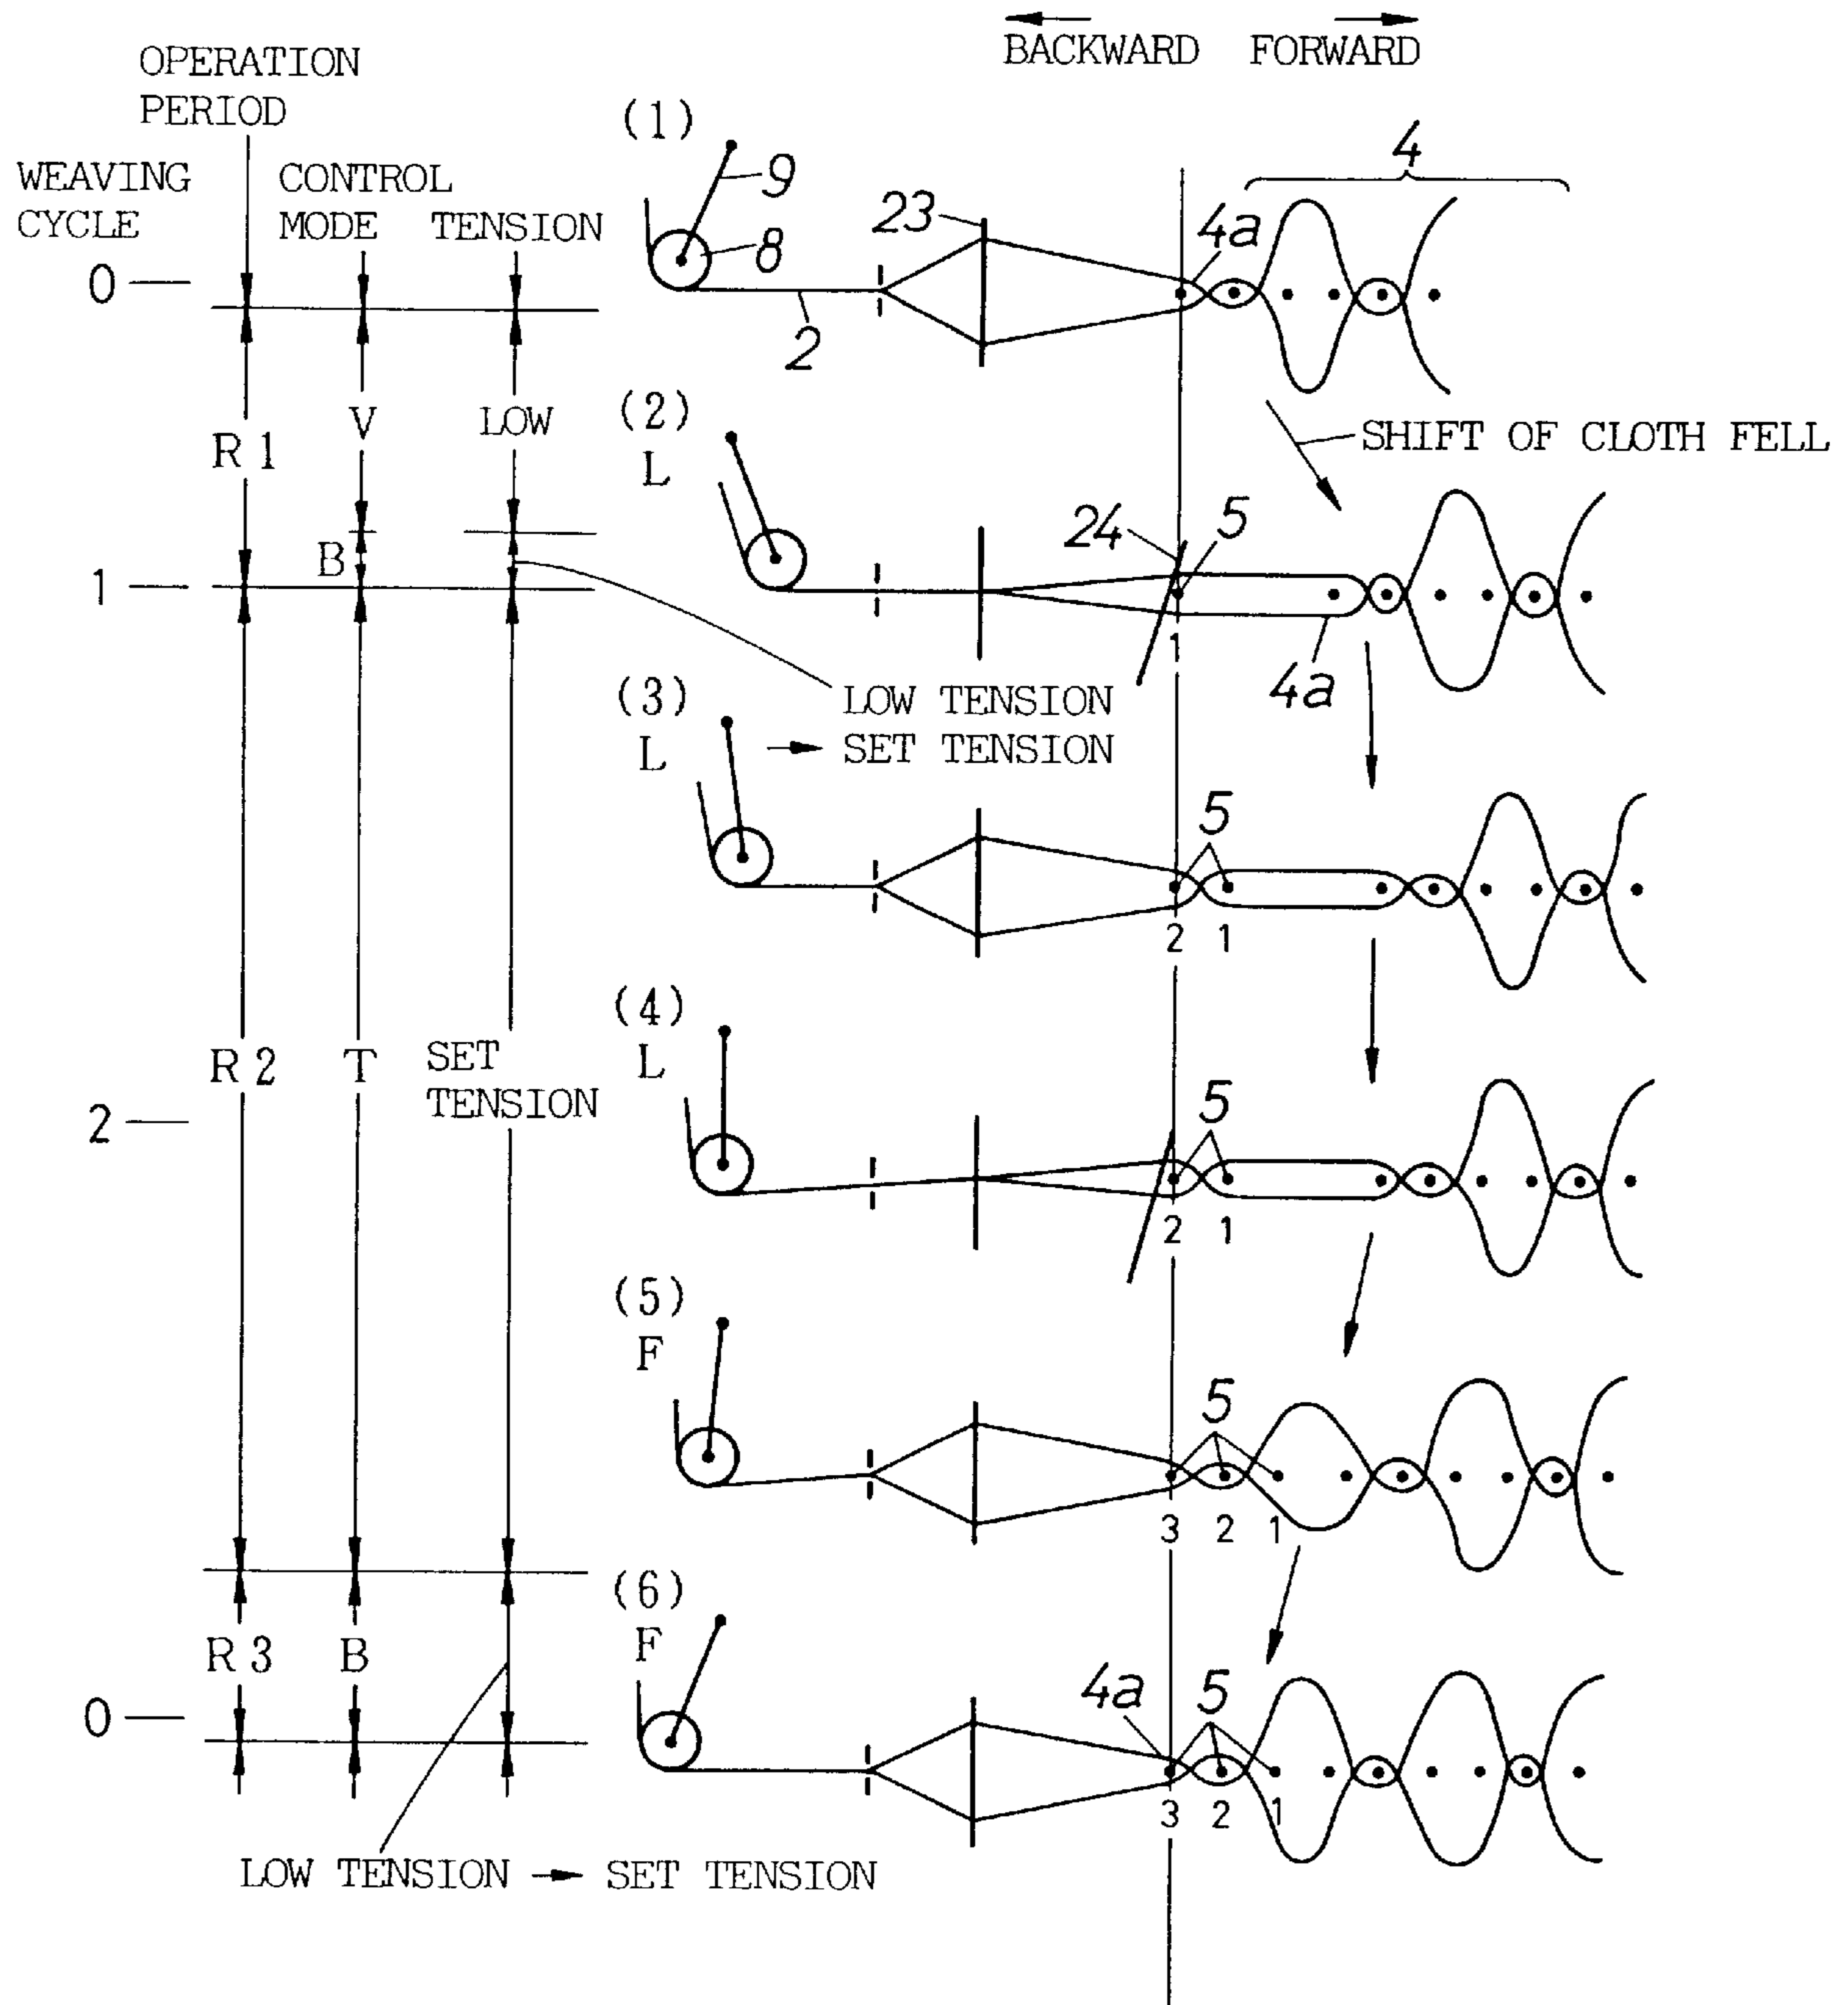 BACKWARD FORWARD
OPERATION
PERIOD
WEAVING
CYCLE
CONTROL
MODE
TENSION
0
R1
V
LOW
B
1
R2
T
SET
TENSION
2
R3
B
0
LOW TENSION → SET TENSION
(1)
9
8
2
23
4a
4
SHIFT OF CLOTH FELL
(2)
L
24
5
1
4a
LOW TENSION
→ SET TENSION
(3)
L
5
2 1
(4)
L
5
2 1
(5)
F
5
3 2 1
(6)
F
4a
5
3 2 1